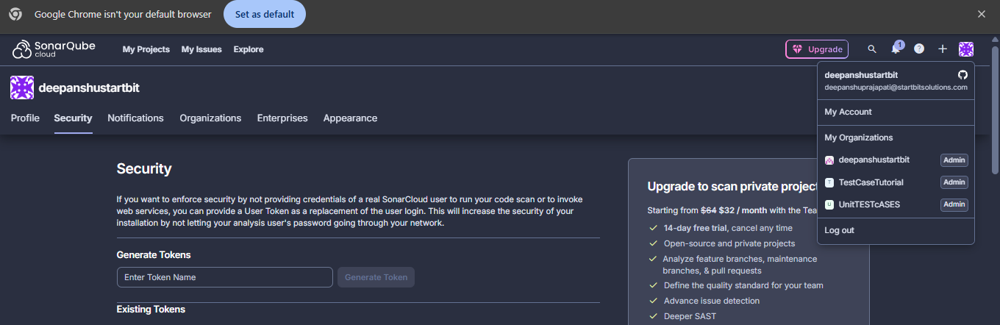 Google Chrome isn't your default browser Set as default
SonarQube cloud My Projects My Issues Explore Upgrade 1 ?
deepanshustartbit
Profile Security Notifications Organizations Enterprises Appearance
deepanshustartbit
deepanshuprajapati@startbitsolutions.com
My Account
My Organizations
deepanshustartbit Admin
T TestCaseTutorial Admin
U UnitTESTcASES Admin
Log out
Security
If you want to enforce security by not providing credentials of a real SonarCloud user to run your code scan or to invoke
web services, you can provide a User Token as a replacement of the user login. This will increase the security of your
installation by not letting your analysis user's password going through your network.
Generate Tokens
Enter Token Name Generate Token
Existing Tokens
Upgrade to scan private project
Starting from $64 $32 / month with the Tea
14-day free trial, cancel any time
Open-source and private projects
Analyze feature branches, maintenance
branches, & pull requests
Define the quality standard for your team
Advance issue detection
Deeper SAST